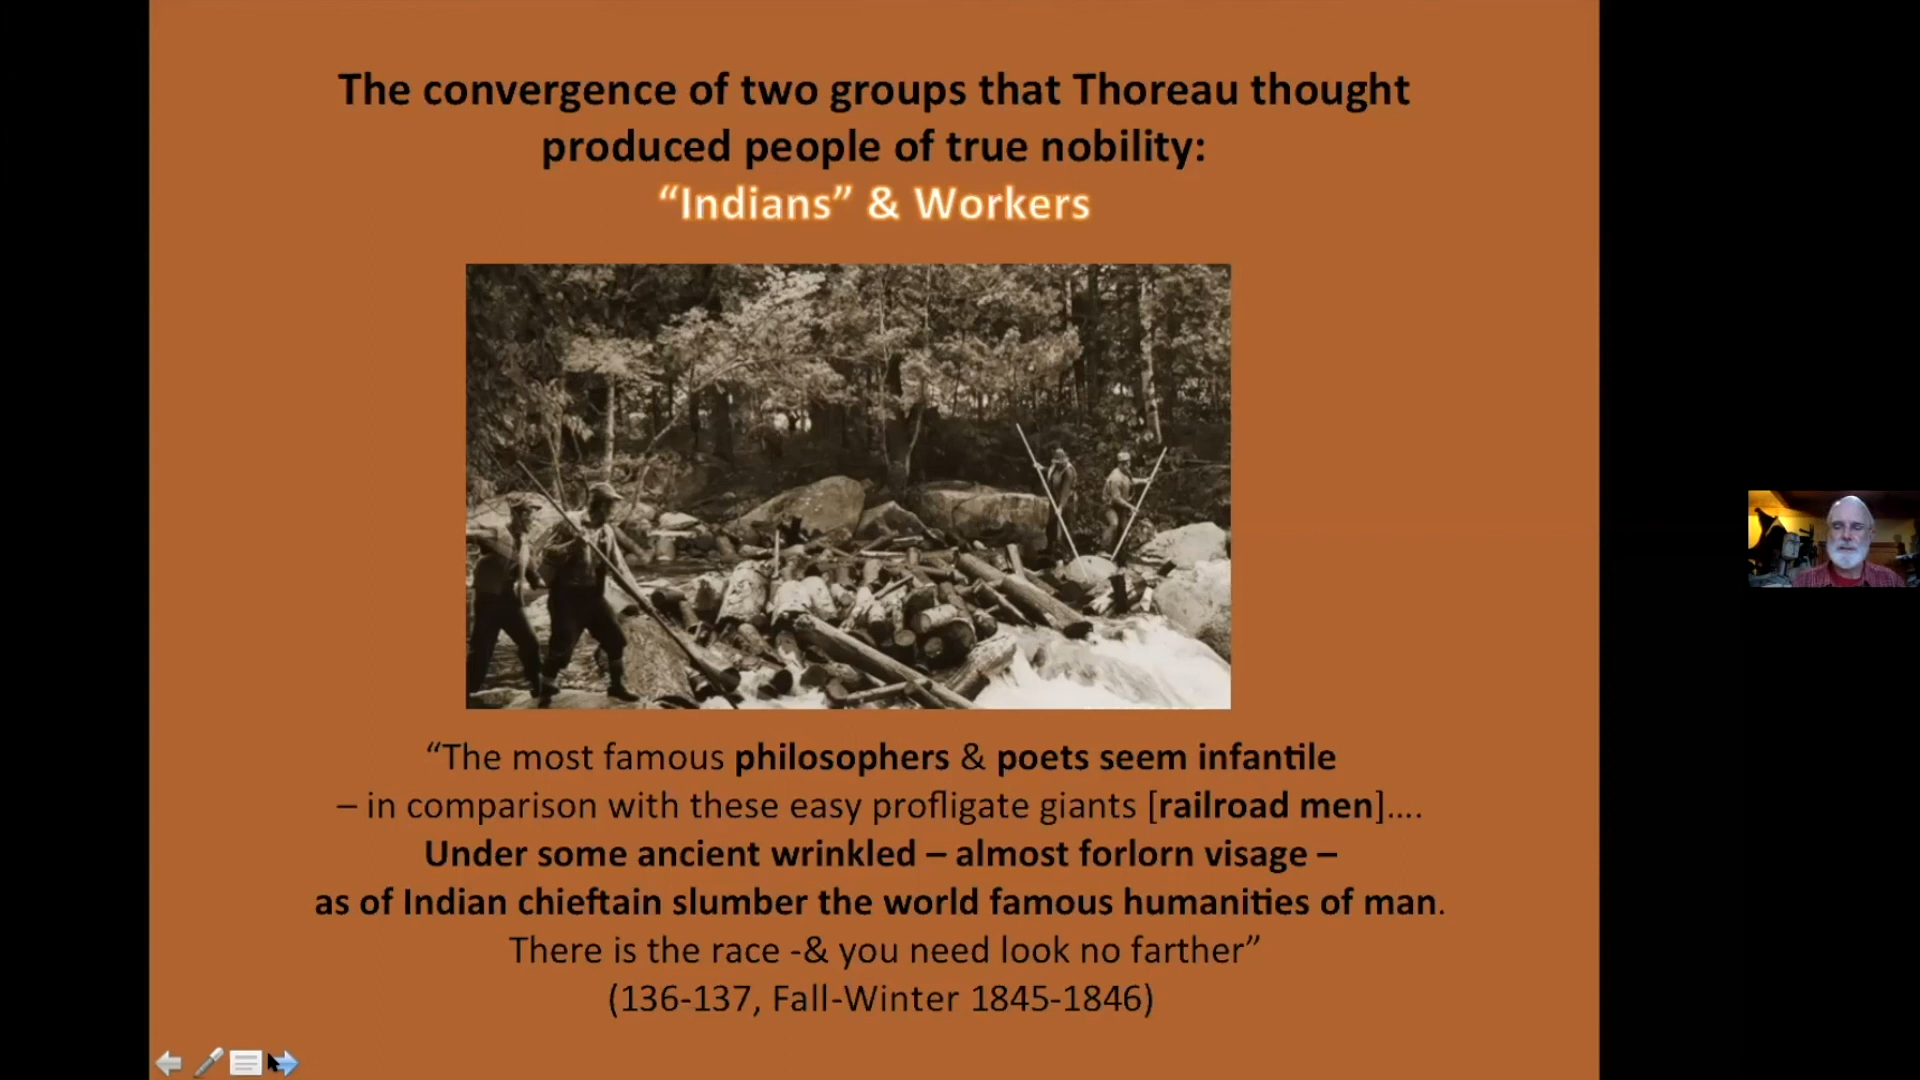 The convergence of two groups that Thoreau thought
produced people of true nobility:
“Indians” & Workers
“The most famous philosophers & poets seem infantile
– in comparison with these easy profligate giants [railroad men]....
Under some ancient wrinkled – almost forlorn visage –
as of Indian chieftain slumber the world famous humanities of man.
There is the race -& you need look no farther”
(136-137, Fall-Winter 1845-1846)